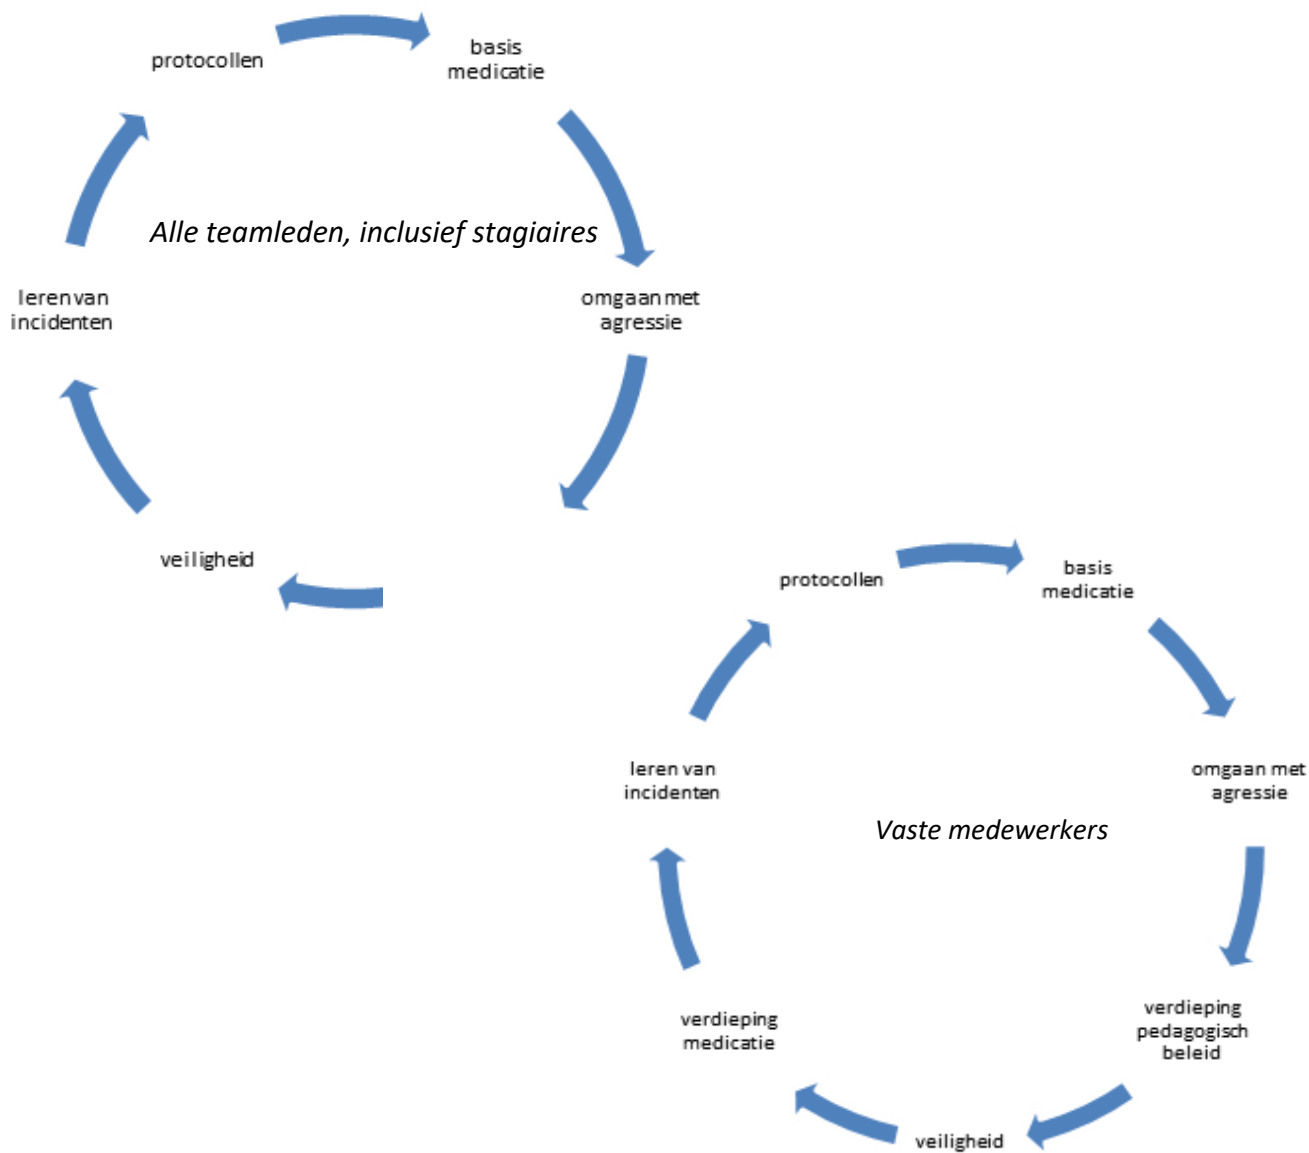 protocollen
basis
medicatie
Alle teamleden, inclusief stagiaires
leren van
incidenten
omgaan met
agressie
veiligheid
protocollen
basis
medicatie
leren van
incidenten
omgaan met
agressie
Vaste medewerkers
verdieping
medicatie
verdieping
pedagogisch
beleid
veiligheid